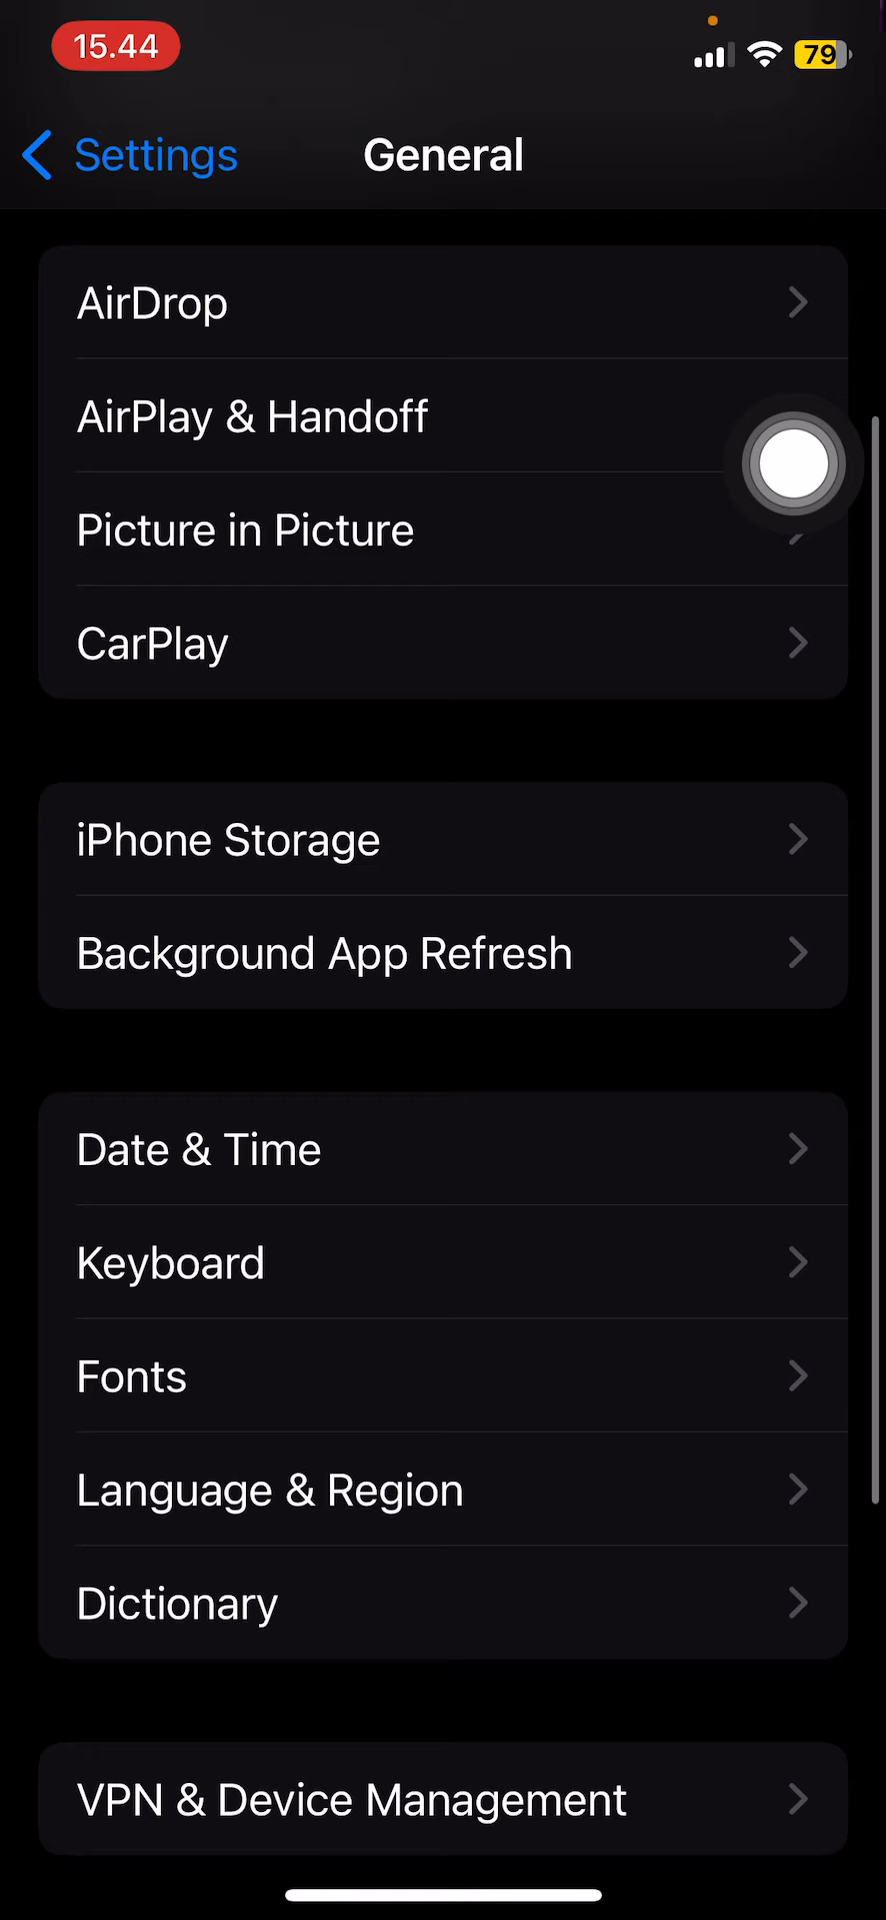 15.44
79
Settings
General
AirDrop
AirPlay & Handoff
Picture in Picture
CarPlay
iPhone Storage
Background App Refresh
Date & Time
Keyboard
Fonts
Language & Region
Dictionary
VPN & Device Management